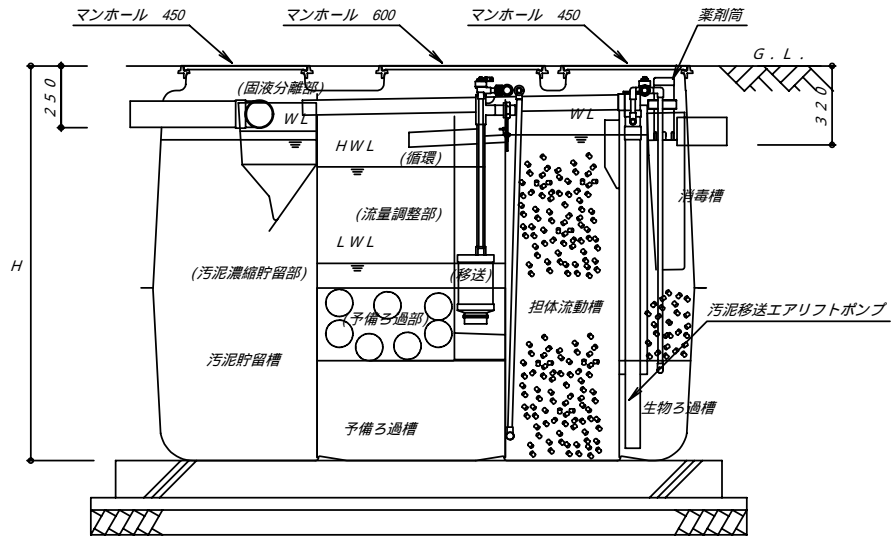 マンホール 450
マンホール 600
マンホール 450
薬剤筒
G.L.
(固液分離部)
250
WL
WL
320
HWL
(循環)
消毒槽
(流量調整部)
LWL
H
(汚泥濃縮貯留部)
(移送)
担体流動槽
汚泥移送エアリフトポンプ
(予備ろ過部)
汚泥貯留槽
生物ろ過槽
予備ろ過槽